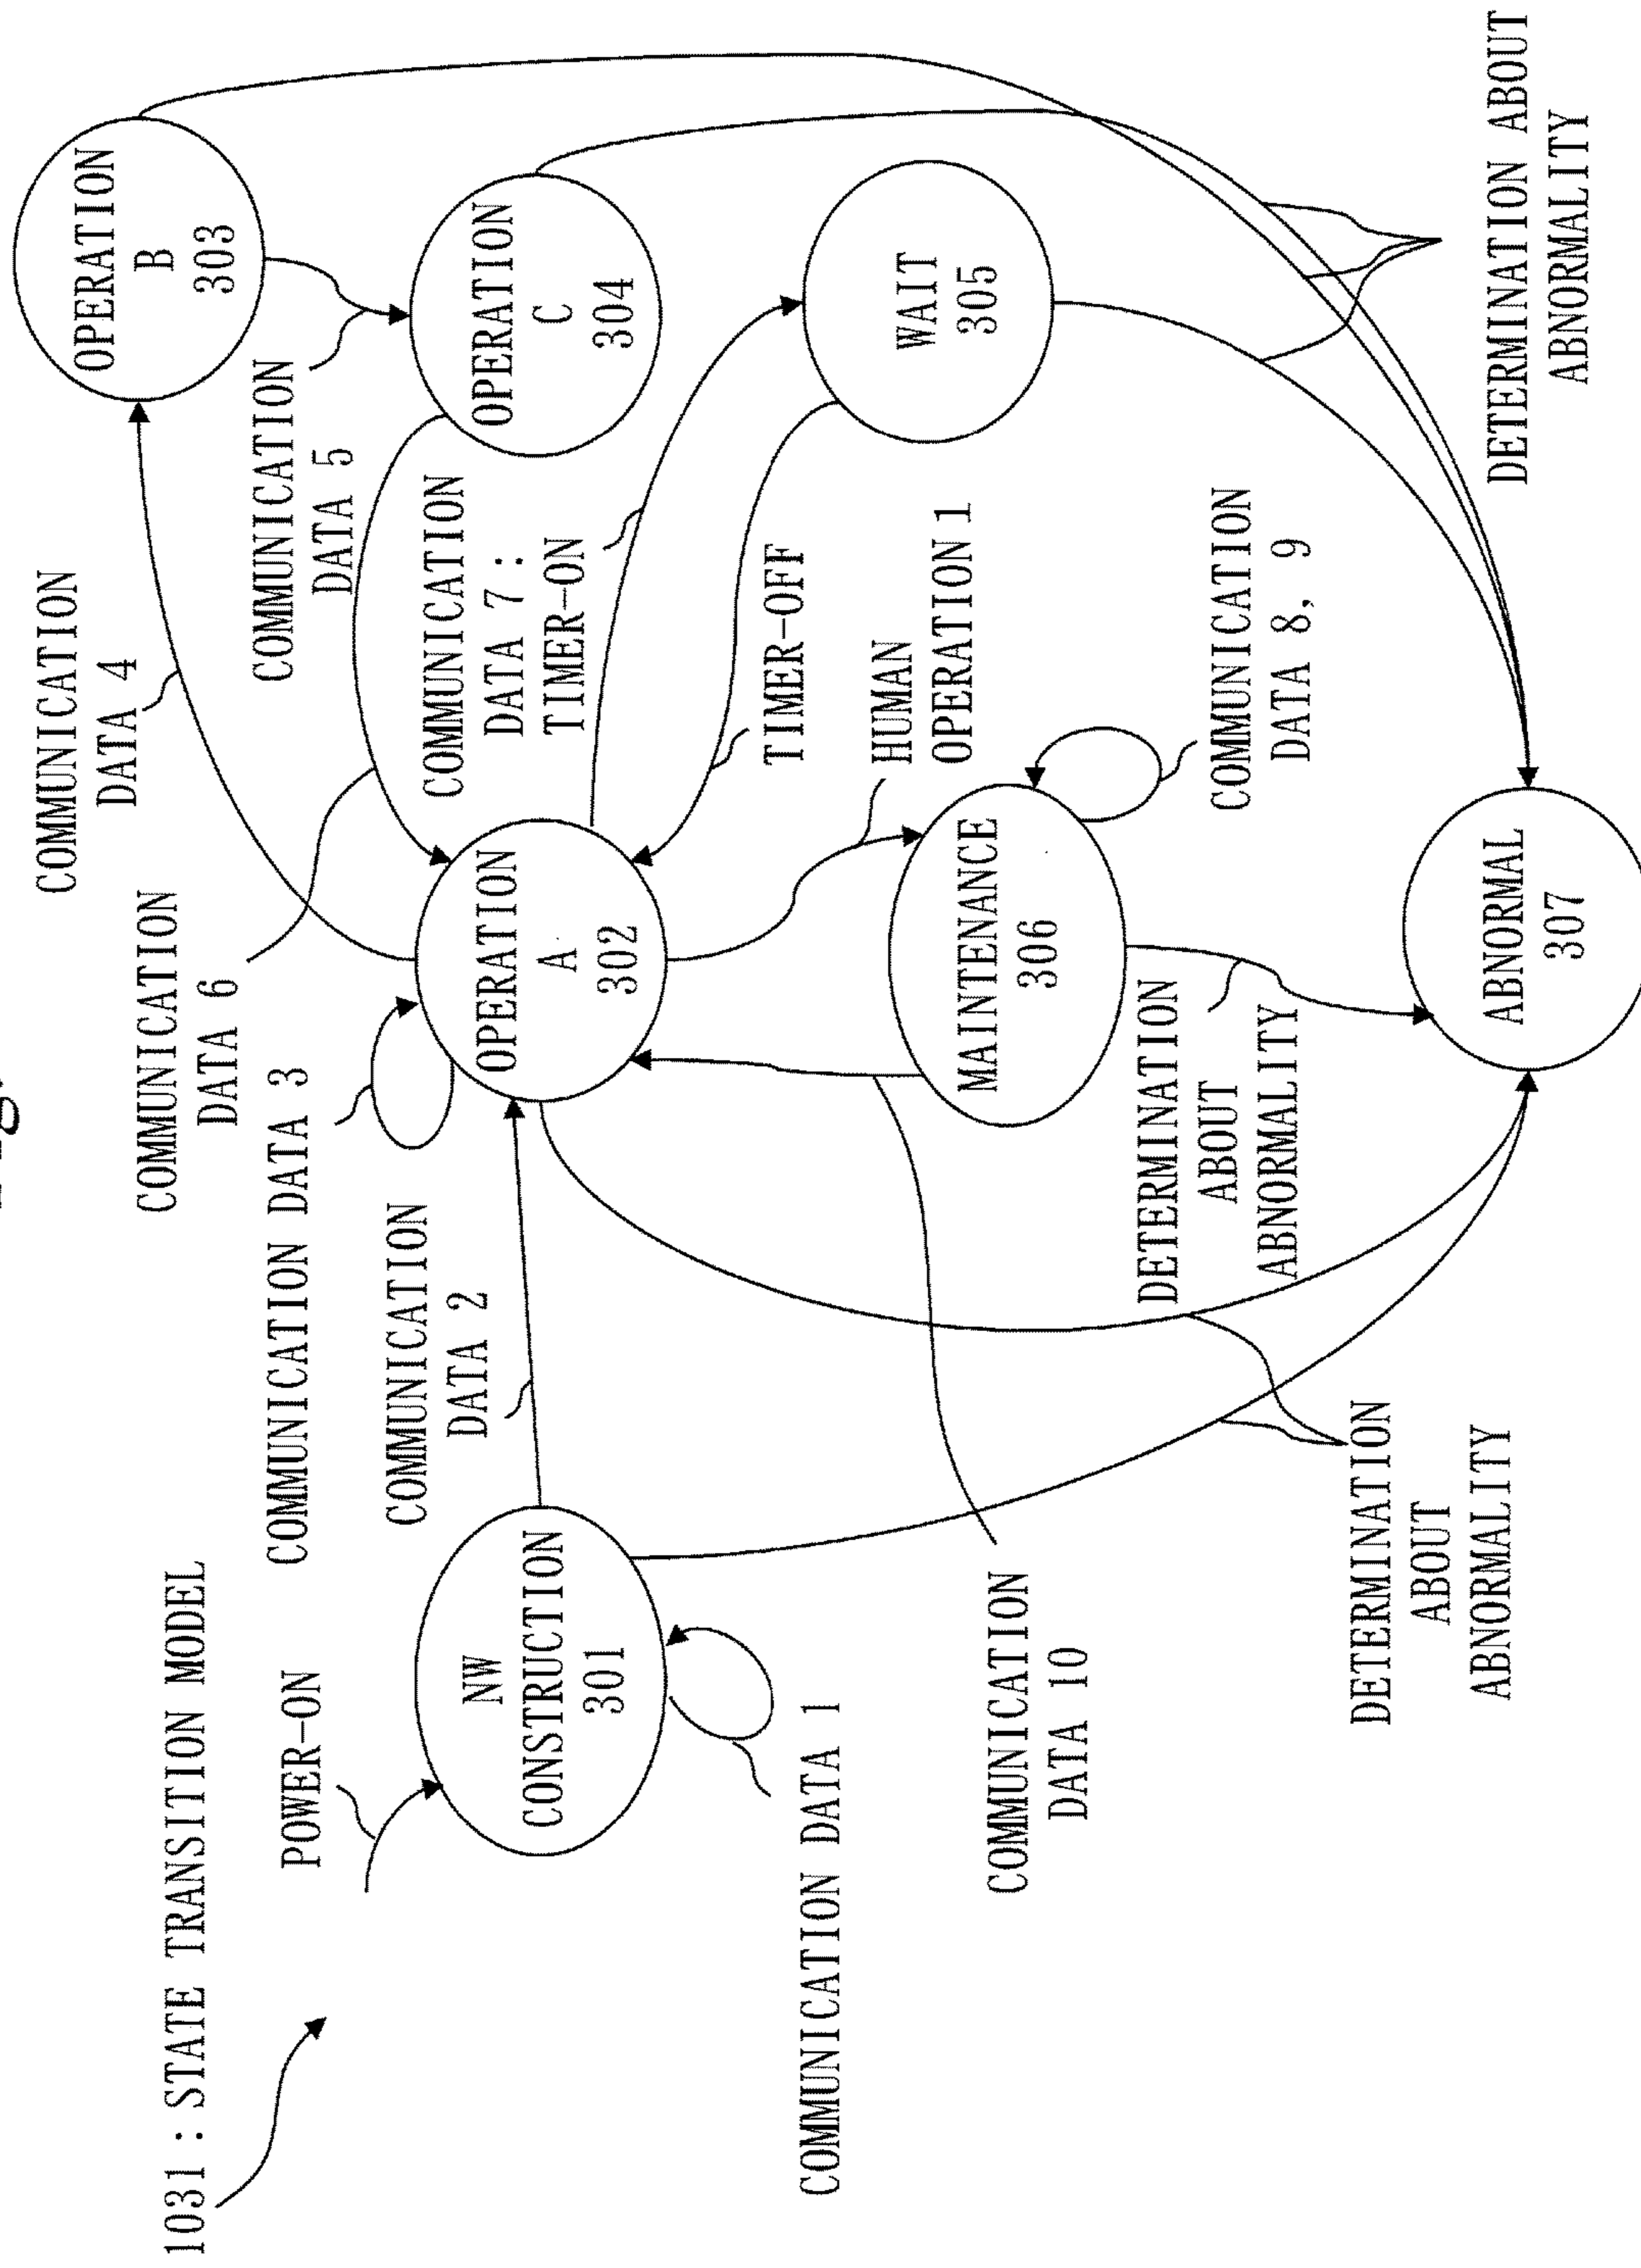 1031 : STATE TRANSITION MODEL
POWER-ON
NW
CONSTRUCTION
301
COMMUNICATION DATA 1
COMMUNICATION
DATA 2
COMMUNICATION DATA 3
COMMUNICATION
DATA 6
COMMUNICATION
DATA 4
OPERATION
A
302
OPERATION
B
303
COMMUNICATION
DATA 5
OPERATION
C
304
COMMUNICATION
DATA 7 :
TIMER-ON
WAIT
305
TIMER-OFF
HUMAN
OPERATION 1
MAINTENANCE
306
COMMUNICATION
DATA 8, 9
COMMUNICATION
DATA 10
DETERMINATION
ABOUT
ABNORMALITY
DETERMINATION
ABOUT
ABNORMALITY
ABNORMAL
307
DETERMINATION ABOUT
ABNORMALITY